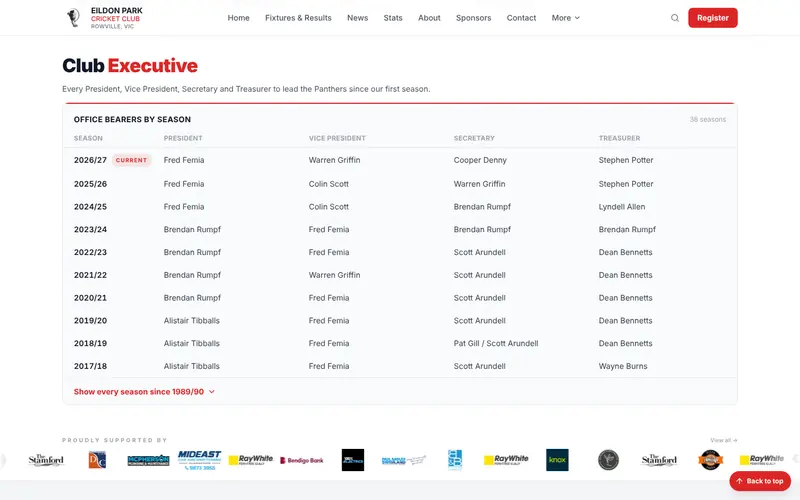 EILDON PARK
CRICKET CLUB
ROWVILLE, VIC
Home Fixtures & Results News Stats About Sponsors Contact More
Register
Club Executive
Every President, Vice President, Secretary and Treasurer to lead the Panthers since our first season.
OFFICE BEARERS BY SEASON 36 seasons
SEASON PRESIDENT VICE PRESIDENT SECRETARY TREASURER
2026/27 CURRENT Fred Femia Warren Griffin Cooper Denny Stephen Potter
2025/26 Fred Femia Colin Scott Warren Griffin Stephen Potter
2024/25 Fred Femia Colin Scott Brendan Rumpf Lyndell Allen
2023/24 Brendan Rumpf Fred Femia Brendan Rumpf Brendan Rumpf
2022/23 Brendan Rumpf Fred Femia Scott Arundell Dean Bennetts
2021/22 Brendan Rumpf Warren Griffin Scott Arundell Dean Bennetts
2020/21 Brendan Rumpf Fred Femia Scott Arundell Dean Bennetts
2019/20 Alistair Tibballs Fred Femia Scott Arundell Dean Bennetts
2018/19 Alistair Tibballs Fred Femia Pat Gill / Scott Arundell Dean Bennetts
2017/18 Alistair Tibballs Fred Femia Scott Arundell Wayne Burns
Show every season since 1989/90
PROUDLY SUPPORTED BY View all →
The Stamford D&C MCPHERSON MIDEAST RayWhite Bendigo Bank RayWhite knox The Stamford RayWhite
Back to top